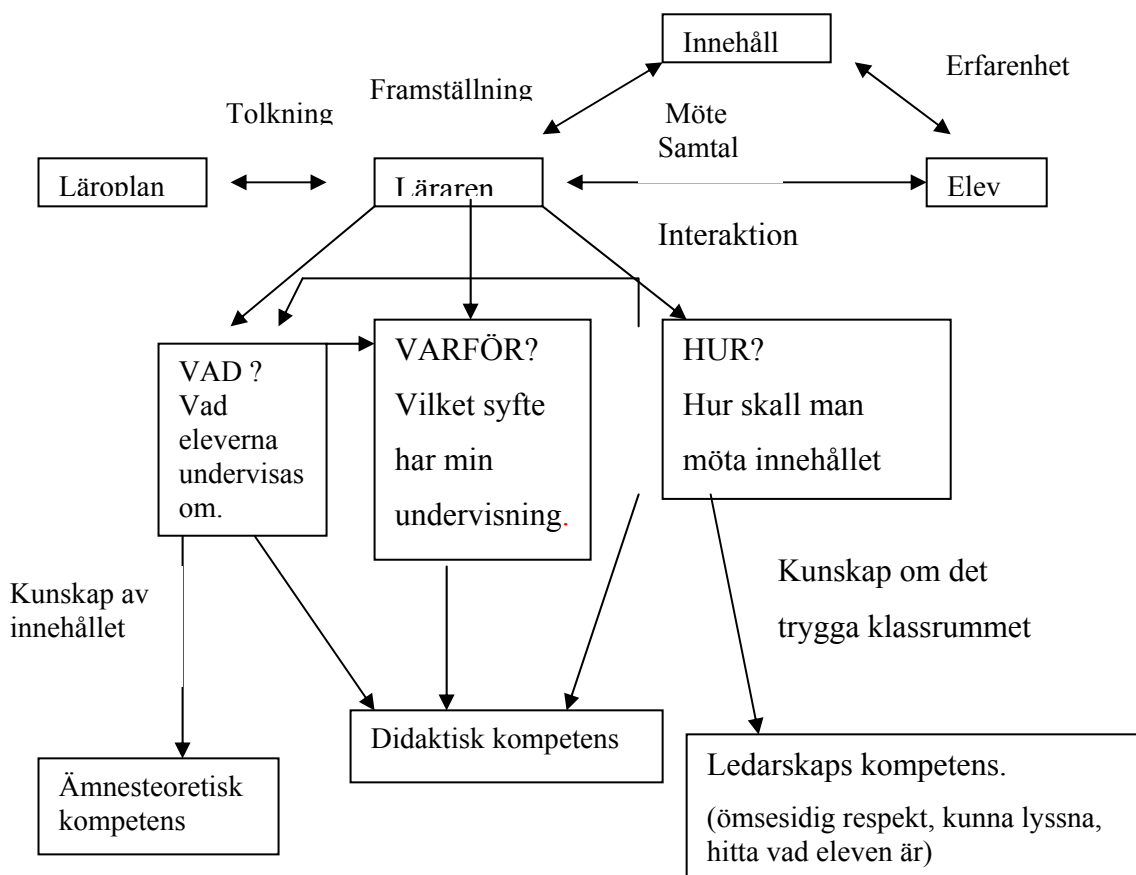 Innehåll
Erfarenhet
Framställning
Tolkning
Möte
Samtal
Läroplan
Läraren
Elev
Interaktion
VAD ?
Vad
eleverna
undervisas
om.
VARFÖR?
Vilket syfte
har min
undervisning.
HUR?
Hur skall man
möta innehållet
Kunskap av
innehållet
Kunskap om det
trygga klassrummet
Didaktisk kompetens
Ämnesteoretisk
kompetens
Ledarskaps kompetens.
(ömsesidig respekt, kunna lyssna,
hitta vad eleven är)